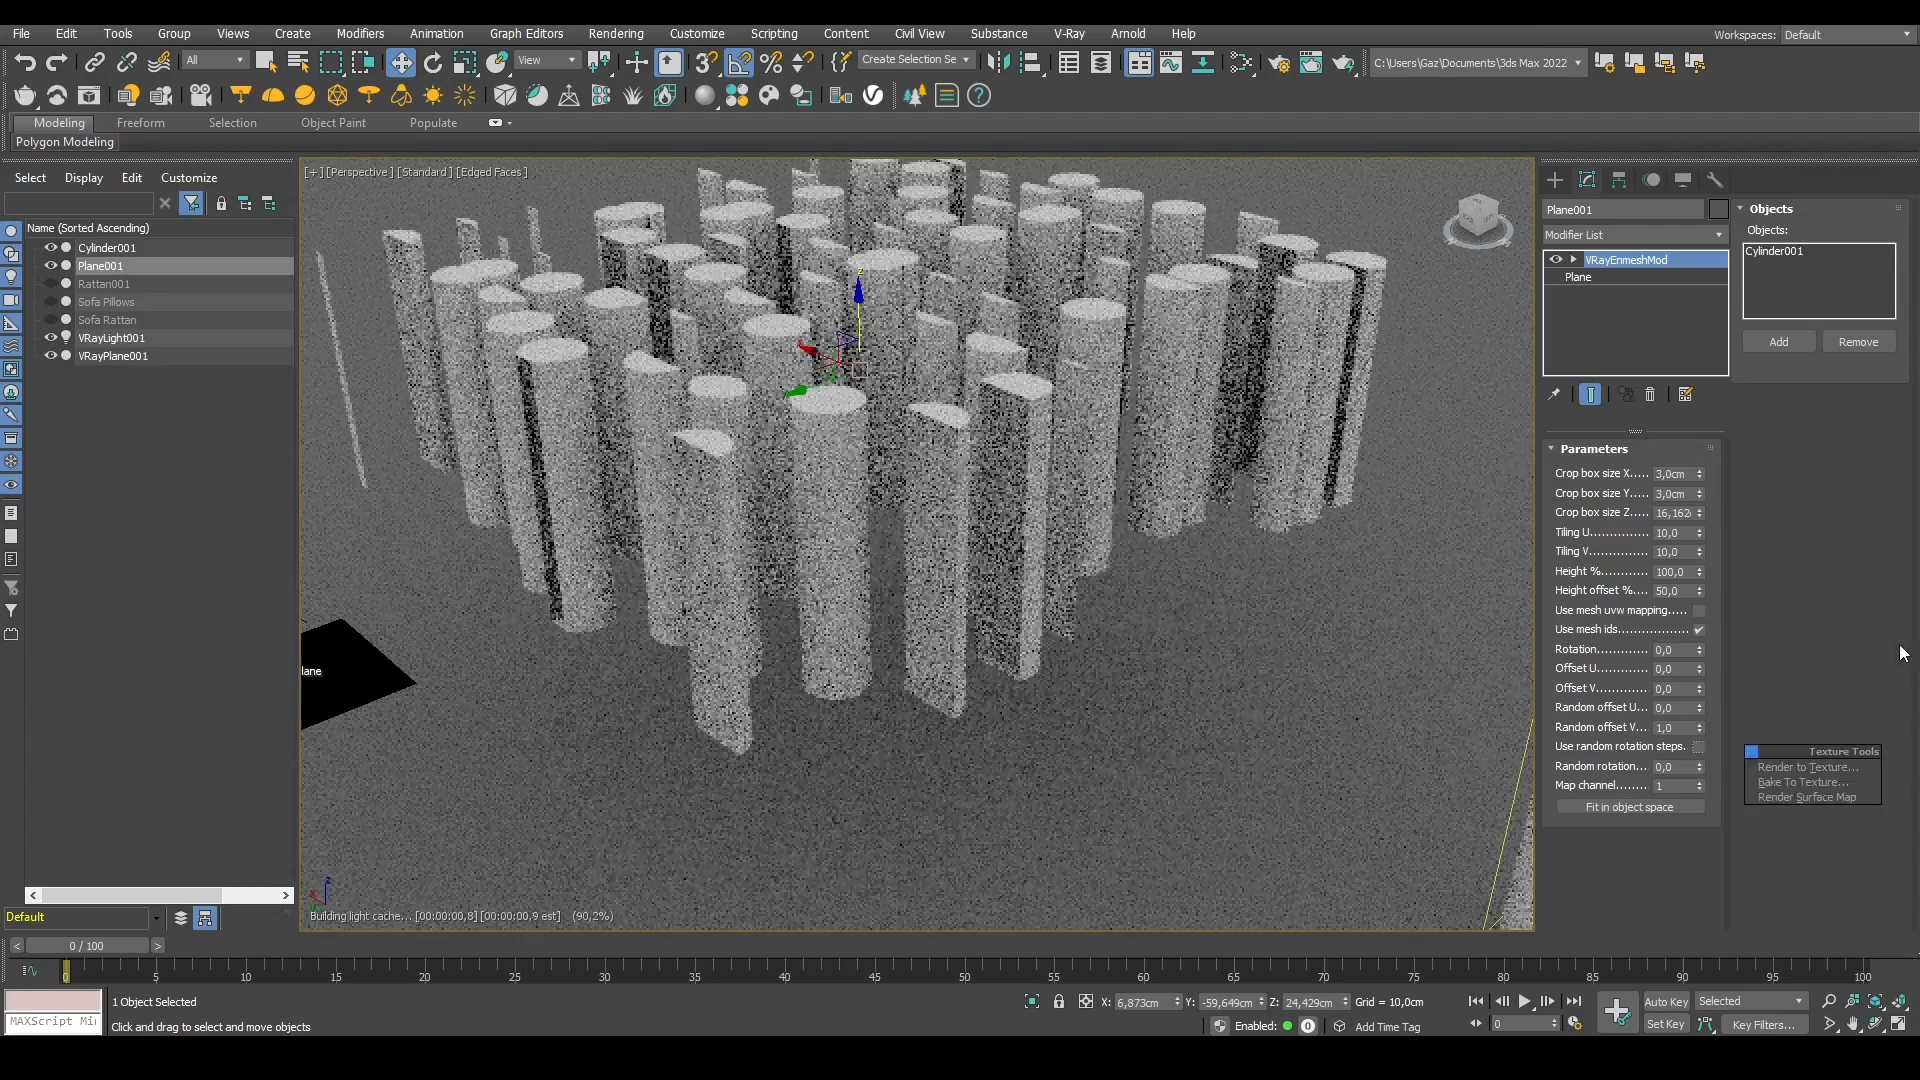 File Edit Tools Group Views Create Modifiers Animation Graph Editors Rendering Customize Scripting Content Civil View Substance V-Ray Arnold Help
Workspaces: Default
All
View
Create Selection Se
C:\Users\Gaz\Documents\3ds Max 2022
Modeling Freeform Selection Object Paint Populate
Polygon Modeling
Select Display Edit Customize
Name (Sorted Ascending)
Cylinder001
Plane001
Rattan001
Sofa Pillows
Sofa Rattan
VRayLight001
VRayPlane001
Default
[+] [Perspective ] [Standard ] [Edged Faces ]
z
lane
z
Building light cache... [00:00:00,8] [00:00:00,9 est] (90,2%)
Plane001
Modifier List
VRayEnmeshMod
Plane
Objects
Objects:
Cylinder001
Add Remove
Parameters
Crop box size X..... 3,0cm
Crop box size Y..... 3,0cm
Crop box size Z..... 16,162
Tiling U............... 10,0
Tiling V............... 10,0
Height %............ 100,0
Height offset %.... 50,0
Use mesh uvw mapping.....
Use mesh ids.................
Rotation............. 0,0
Offset U.............. 0,0
Offset V.............. 0,0
Random offset U... 0,0
Random offset V... 1,0
Use random rotation steps.
Random rotation... 0,0
Map channel........ 1
Fit in object space
Texture Tools
Render to Texture...
Bake To Texture...
Render Surface Map
< 0 / 100 >
0 5 10 15 20 25 30 35 40 45 50 55 60 65 70 75 80 85 90 95 100
MAXScript Mi
1 Object Selected
Click and drag to select and move objects
X: 6,873cm Y: -59,649cm Z: 24,429cm Grid = 10,0cm
Enabled: 0 Add Time Tag
0
Auto Key Selected
Set Key Key Filters...